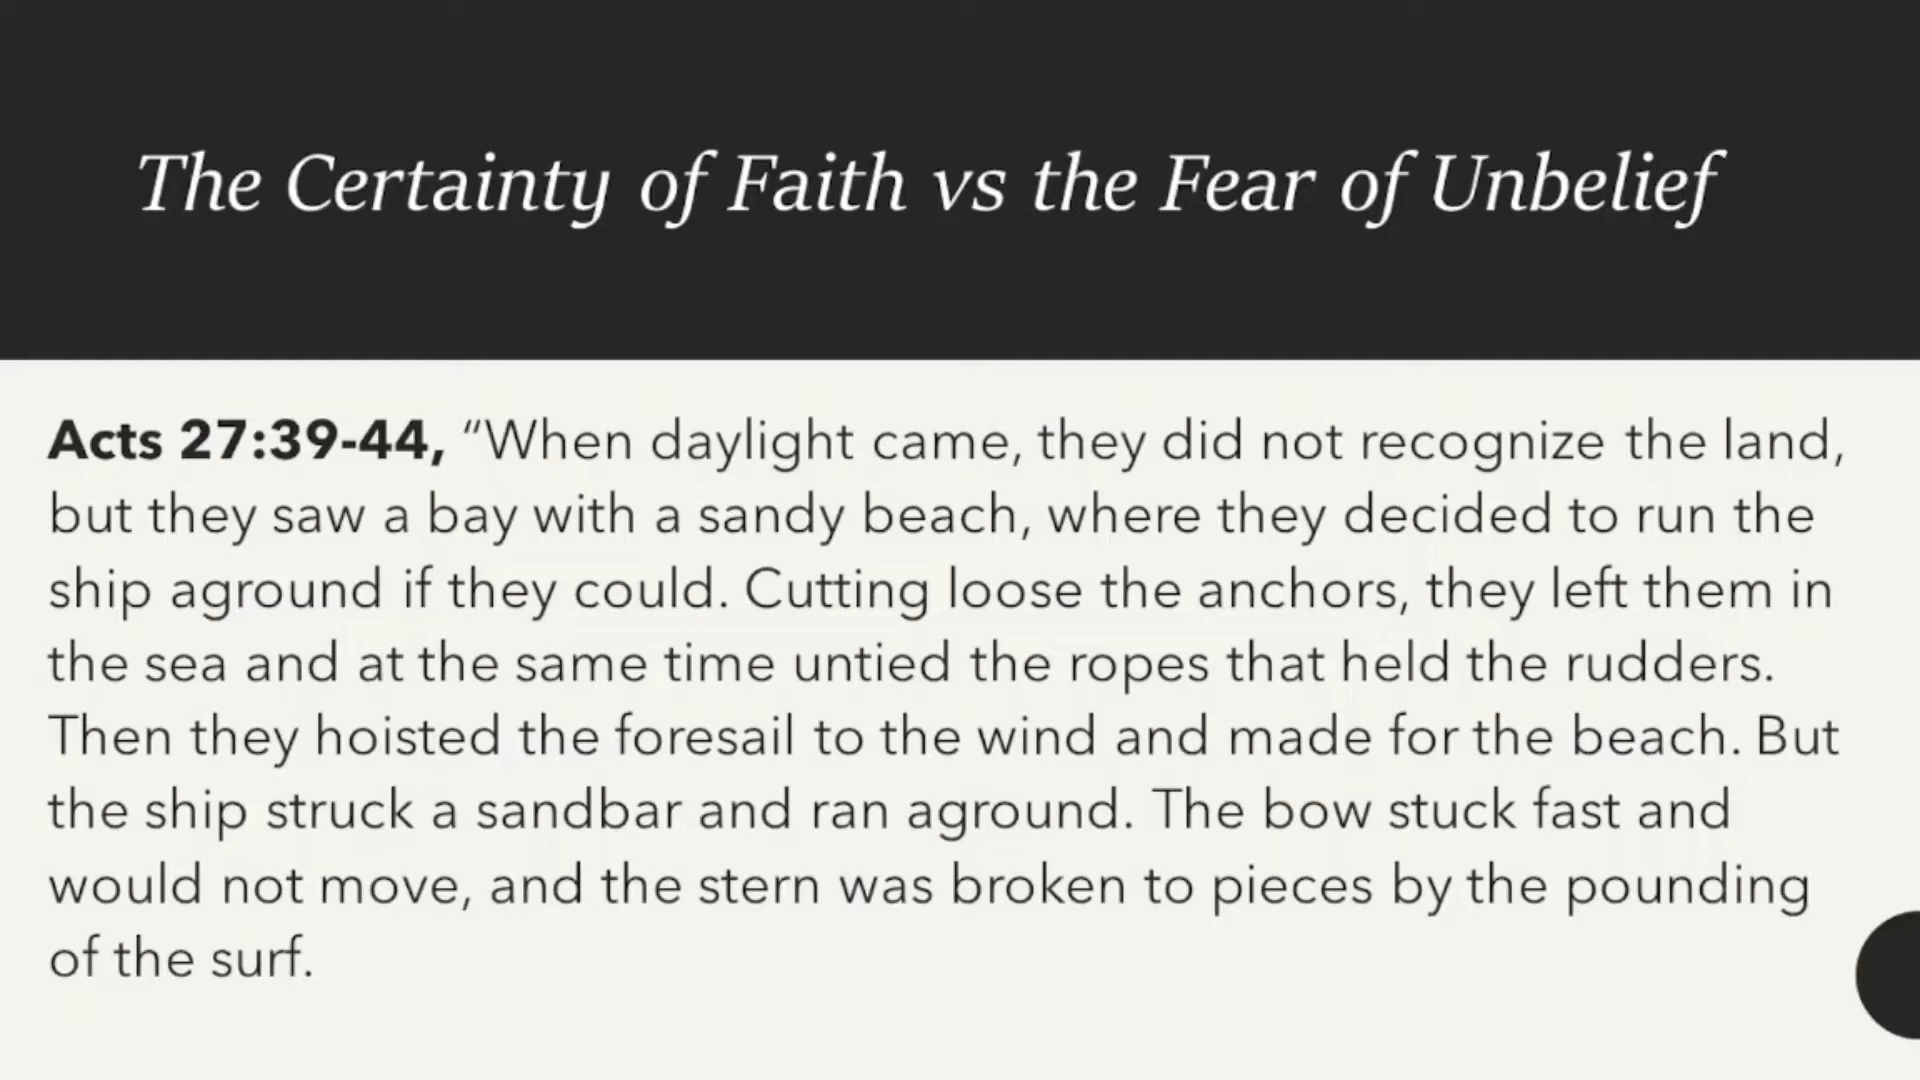 The Certainty of Faith vs the Fear of Unbelief
Acts 27:39-44, “When daylight came, they did not recognize the land,
but they saw a bay with a sandy beach, where they decided to run the
ship aground if they could. Cutting loose the anchors, they left them in
the sea and at the same time untied the ropes that held the rudders.
Then they hoisted the foresail to the wind and made for the beach. But
the ship struck a sandbar and ran aground. The bow stuck fast and
would not move, and the stern was broken to pieces by the pounding
of the surf.